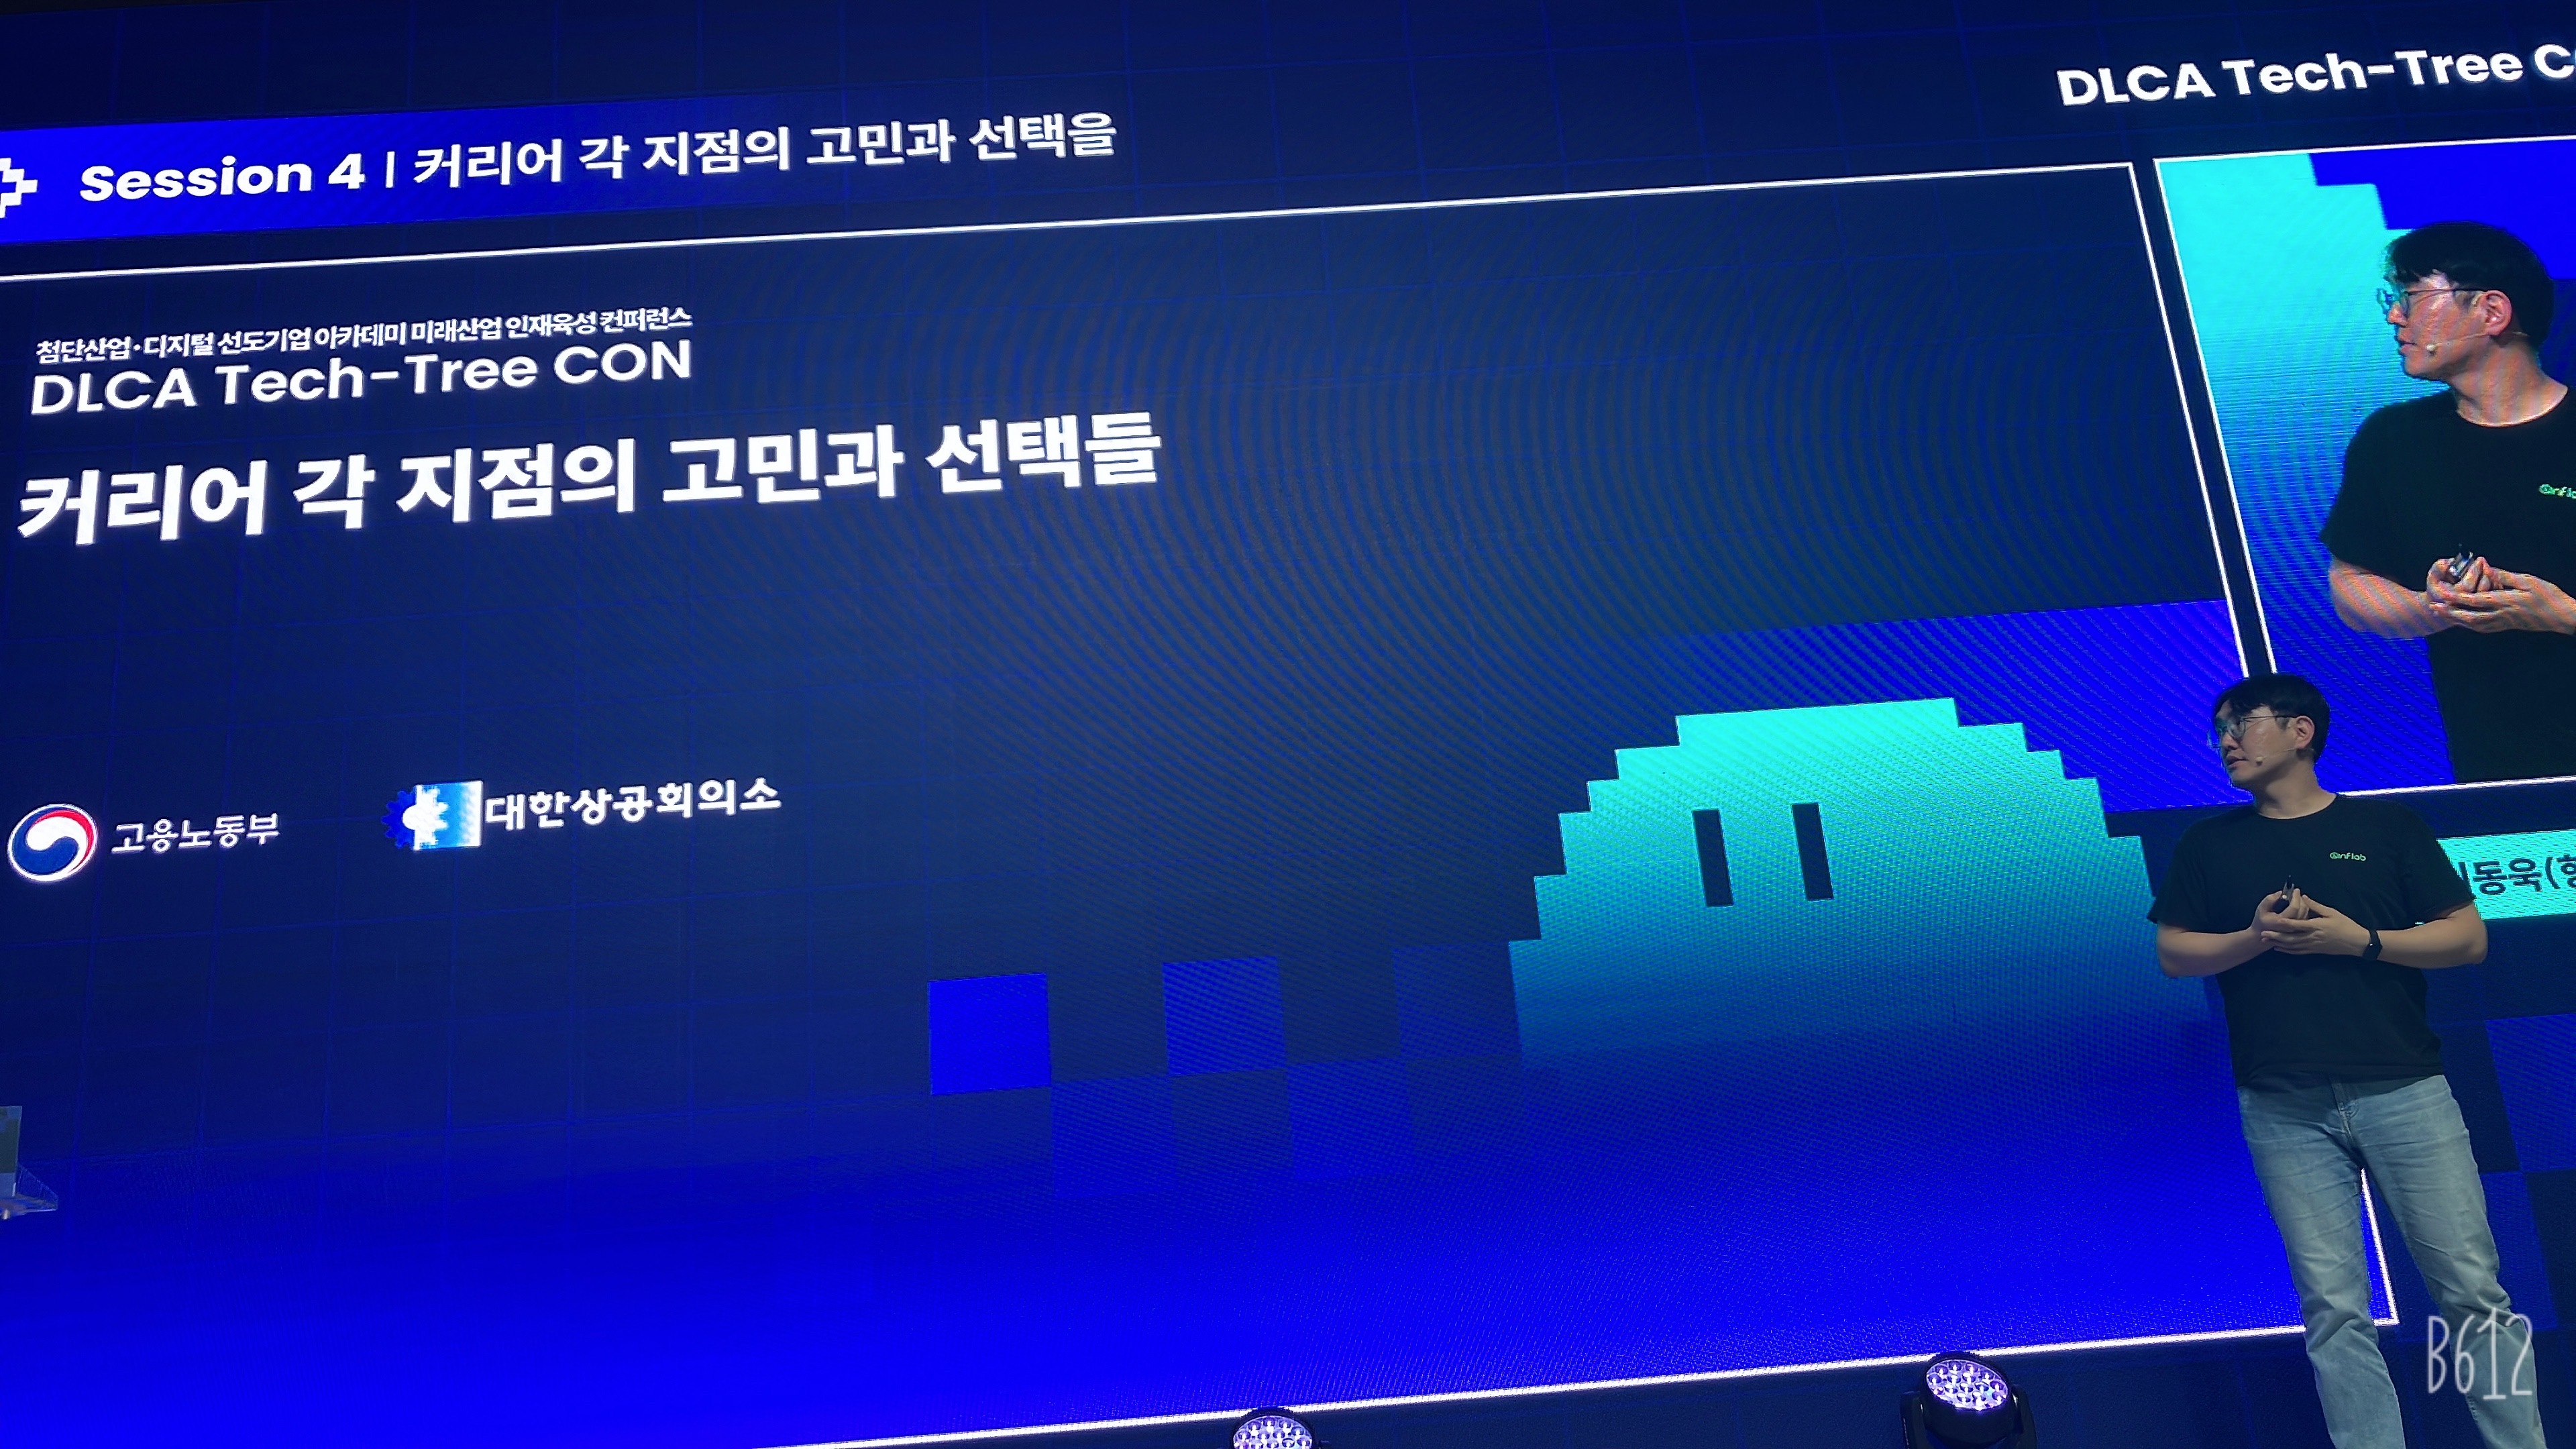 DLCA Tech-Tree
Session 4 | 커리어 각 지점의 고민과 선택을
첨단산업·디지털 선도기업 아카데미 미래산업 인재육성 컨퍼런스
DLCA Tech-Tree CON
커리어 각 지점의 고민과 선택들
고용노동부
대한상공회의소
inflab
동욱(향
B612